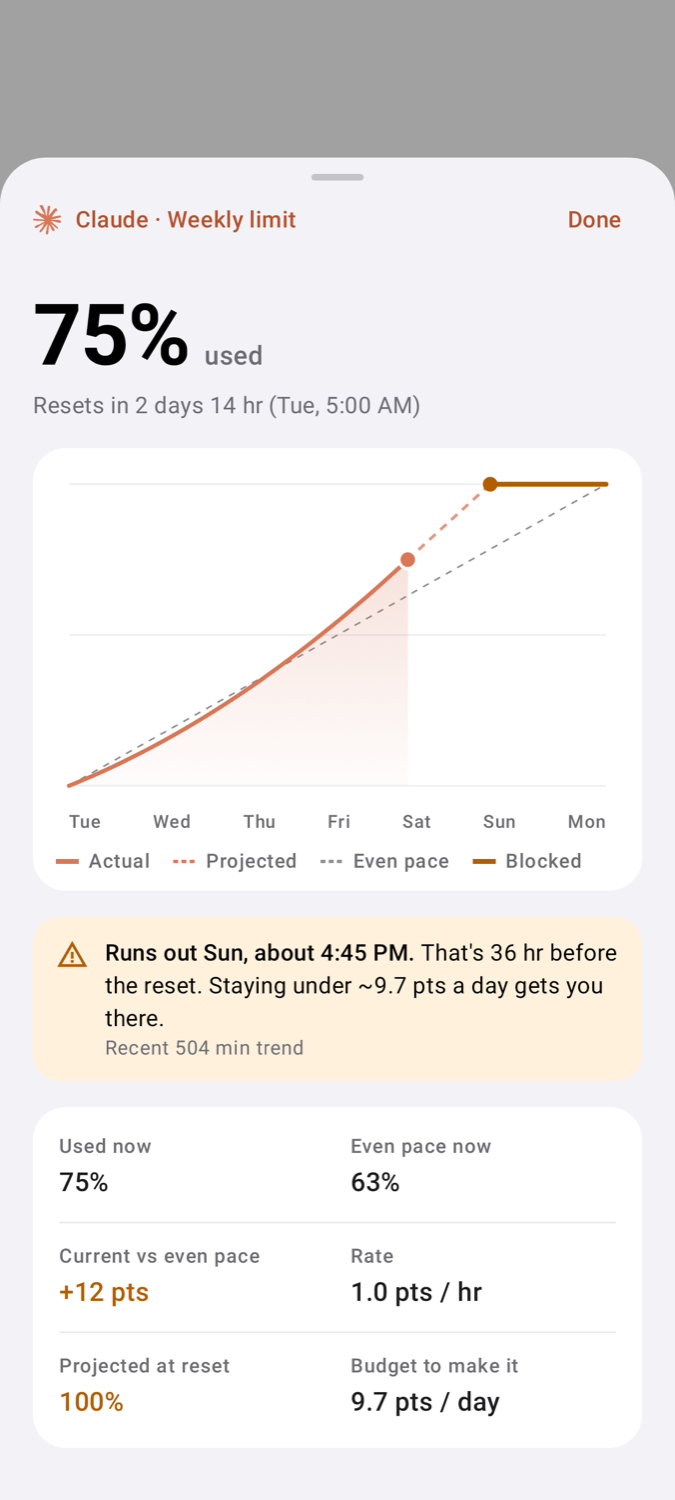 Claude · Weekly limit
Done
75% used
Resets in 2 days 14 hr (Tue, 5:00 AM)
Tue Wed Thu Fri Sat Sun Mon
Actual Projected Even pace Blocked
Runs out Sun, about 4:45 PM. That's 36 hr before
the reset. Staying under ~9.7 pts a day gets you
there.
Recent 504 min trend
Used now
75%
Even pace now
63%
Current vs even pace
+12 pts
Rate
1.0 pts / hr
Projected at reset
100%
Budget to make it
9.7 pts / day